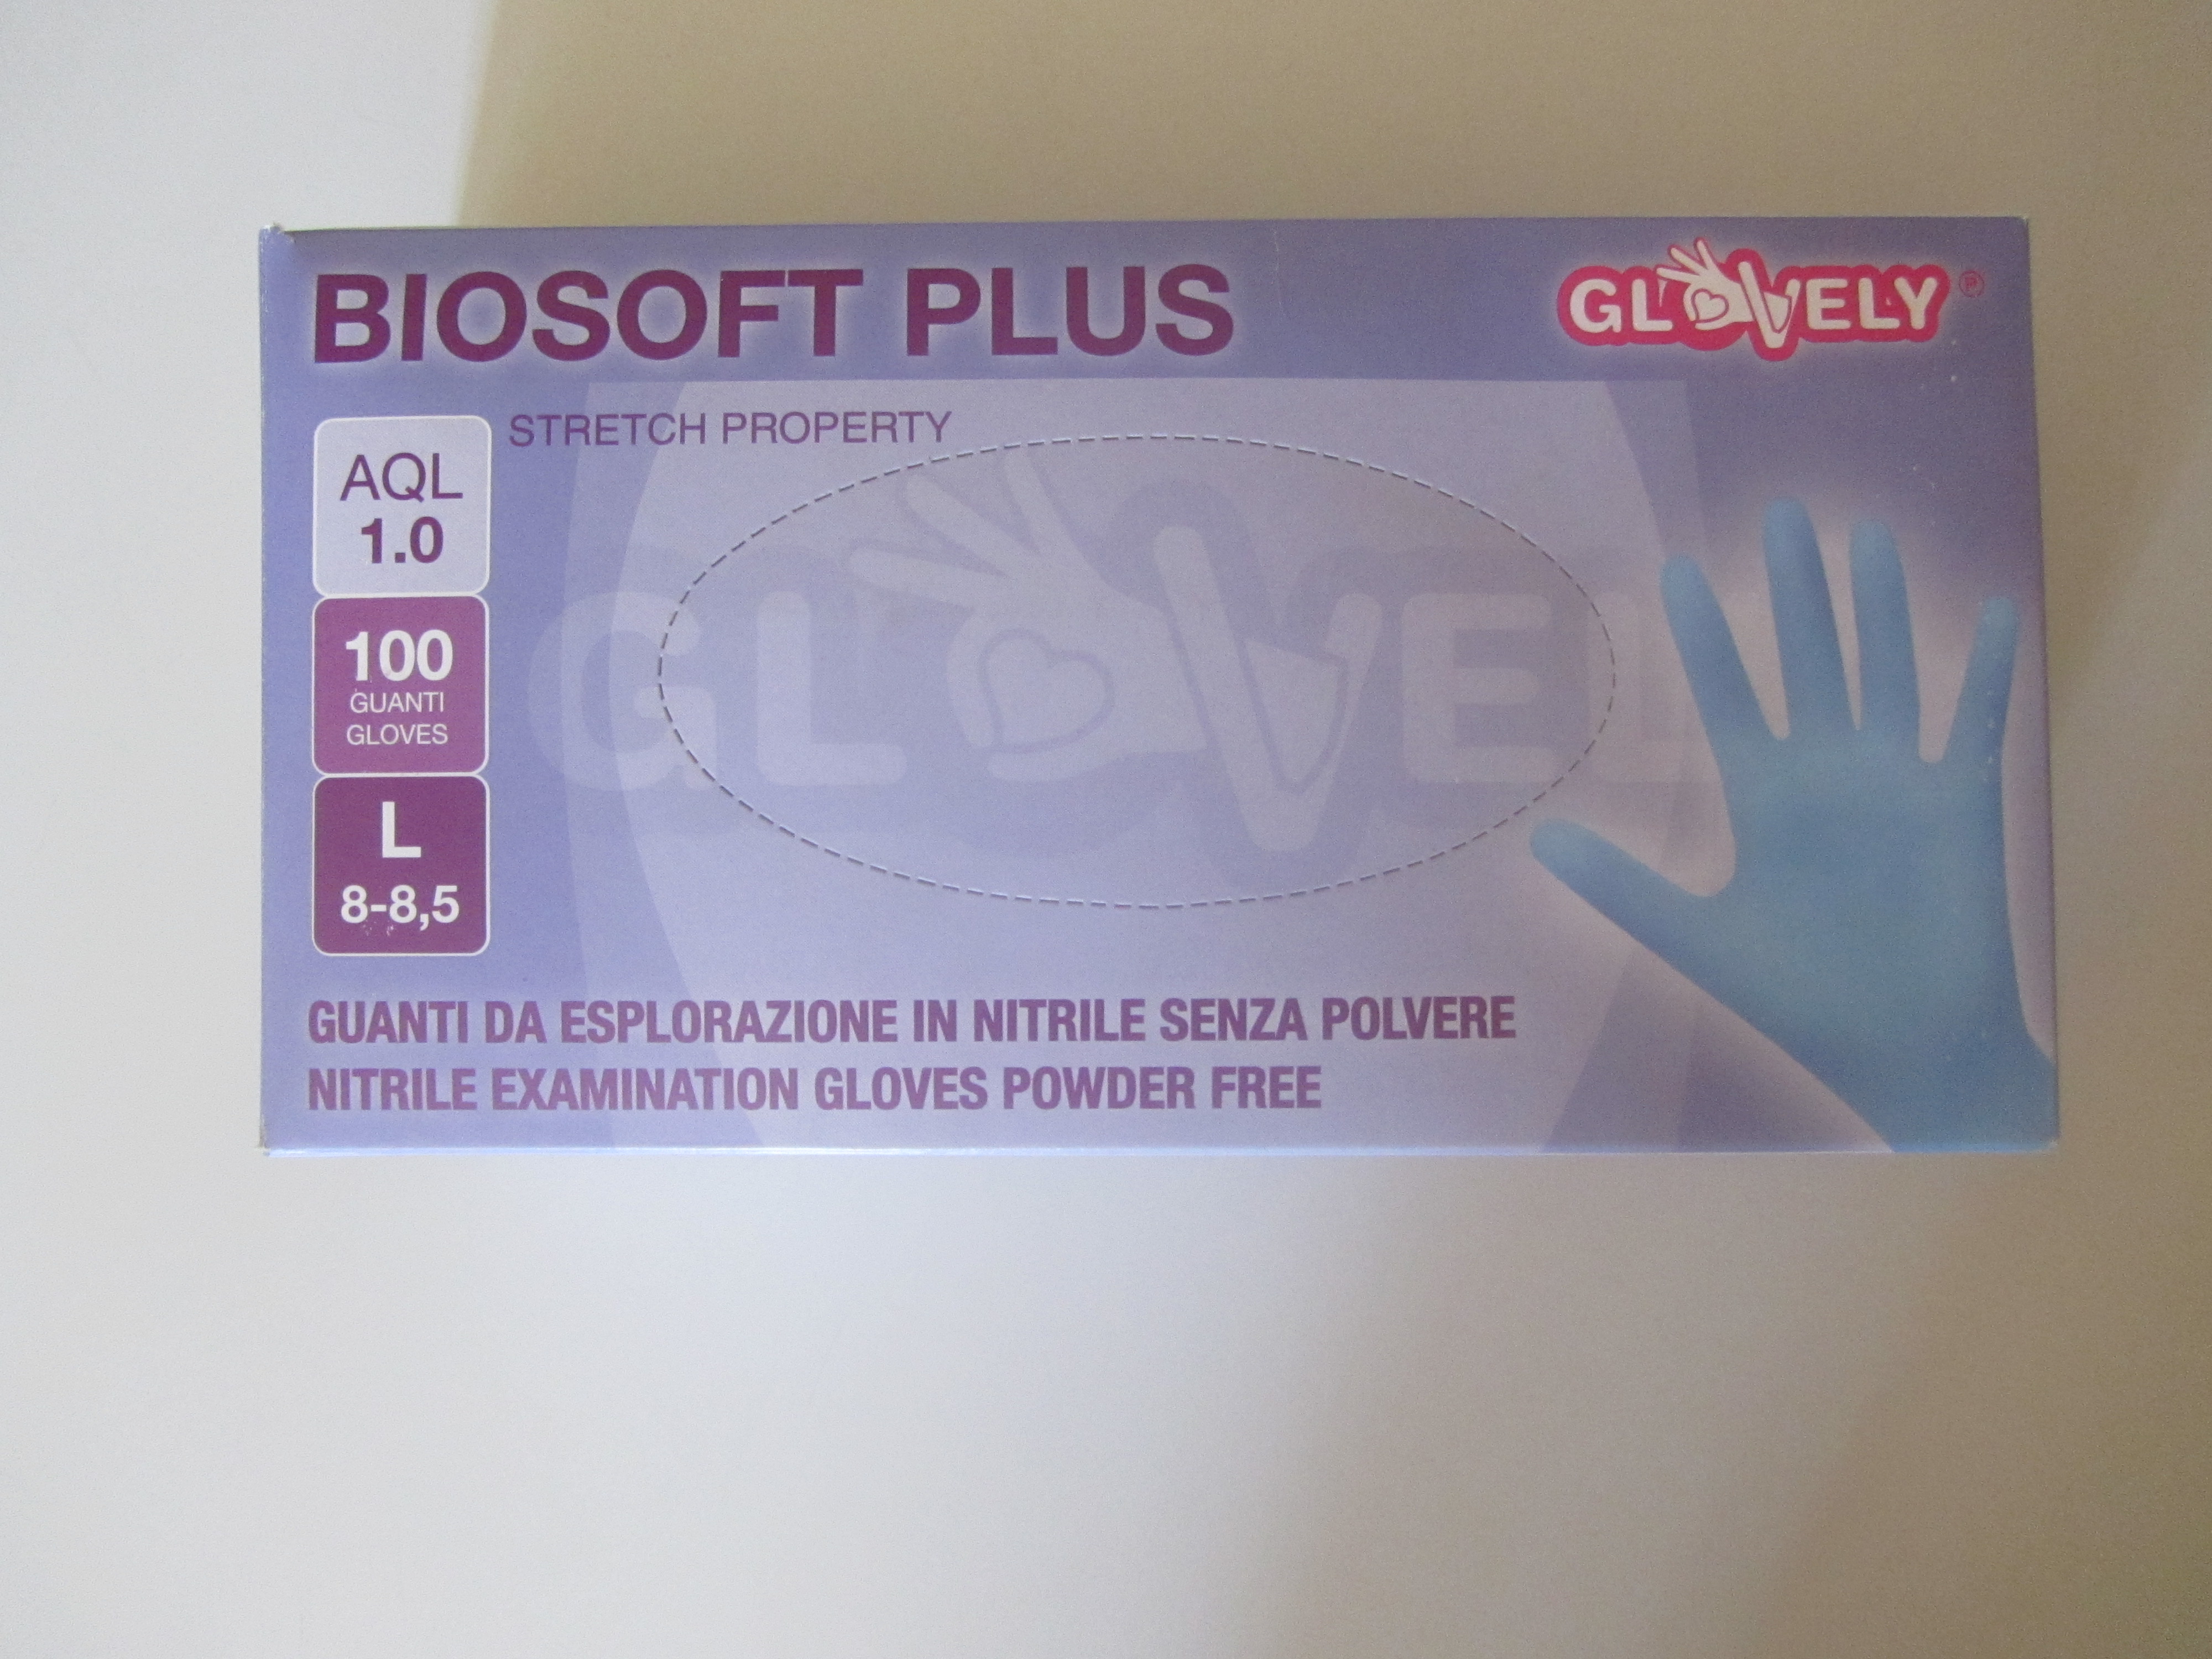 BIOSOFT PLUS
GLOVELY ®
STRETCH PROPERTY
AQL
1.0
100
GUANTI
GLOVES
L
8-8,5
GLOVEL
GUANTI DA ESPLORAZIONE IN NITRILE SENZA POLVERE
NITRILE EXAMINATION GLOVES POWDER FREE